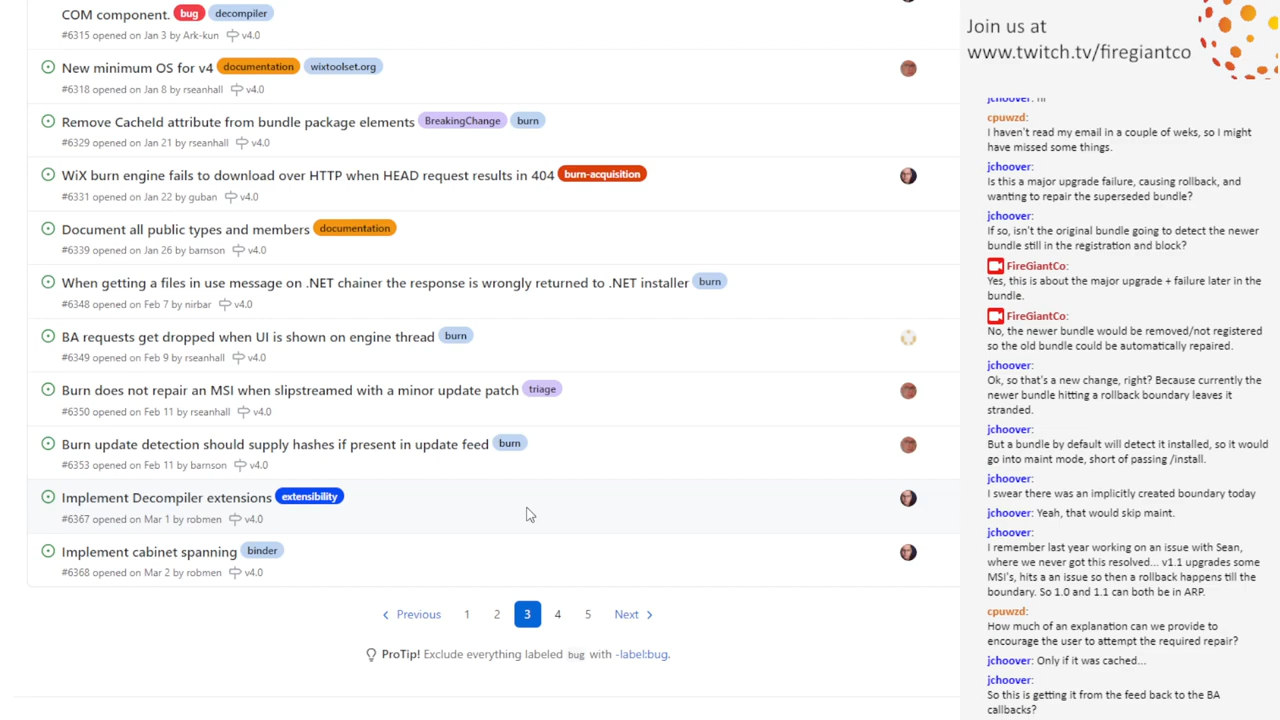 COM component. bug decompiler
#6315 opened on Jan 3 by Ark-kun v4.0
New minimum OS for v4 documentation wixtoolset.org
#6318 opened on Jan 8 by rseanhall v4.0
Remove CacheId attribute from bundle package elements BreakingChange burn
#6329 opened on Jan 21 by rseanhall v4.0
WiX burn engine fails to download over HTTP when HEAD request results in 404 burn-acquisition
#6331 opened on Jan 22 by guban v4.0
Document all public types and members documentation
#6339 opened on Jan 26 by barnson v4.0
When getting a files in use message on .NET chainer the response is wrongly returned to .NET installer burn
#6348 opened on Feb 7 by nirbar v4.0
BA requests get dropped when UI is shown on engine thread burn
#6349 opened on Feb 9 by rseanhall v4.0
Burn does not repair an MSI when slipstreamed with a minor update patch triage
#6350 opened on Feb 11 by rseanhall v4.0
Burn update detection should supply hashes if present in update feed burn
#6353 opened on Feb 11 by barnson v4.0
Implement Decompiler extensions extensibility
#6367 opened on Mar 1 by robmen v4.0
Implement cabinet spanning binder
#6368 opened on Mar 2 by robmen v4.0
Previous 1 2 3 4 5 Next
ProTip! Exclude everything labeled bug with -label:bug.
Join us at
www.twitch.tv/firegiantco
jchoover: hi
cpuwzd:
I haven't read my email in a couple of weks, so I might
have missed some things.
jchoover:
Is this a major upgrade failure, causing rollback, and
wanting to repair the superseded bundle?
jchoover:
If so, isn't the original bundle going to detect the newer
bundle still in the registration and block?
FireGiantCo:
Yes, this is about the major upgrade + failure later in the
bundle.
FireGiantCo:
No, the newer bundle would be removed/not registered
so the old bundle could be automatically repaired.
jchoover:
Ok, so that's a new change, right? Because currently the
newer bundle hitting a rollback boundary leaves it
stranded.
jchoover:
But a bundle by default will detect it installed, so it would
go into maint mode, short of passing /install.
jchoover:
I swear there was an implicitly created boundary today
jchoover: Yeah, that would skip maint.
jchoover:
I remember last year working on an issue with Sean,
where we never got this resolved... v1.1 upgrades some
MSI's, hits a an issue so then a rollback happens till the
boundary. So 1.0 and 1.1 can both be in ARP.
cpuwzd:
How much of an explanation can we provide to
encourage the user to attempt the required repair?
jchoover: Only if it was cached...
jchoover:
So this is getting it from the feed back to the BA
callbacks?